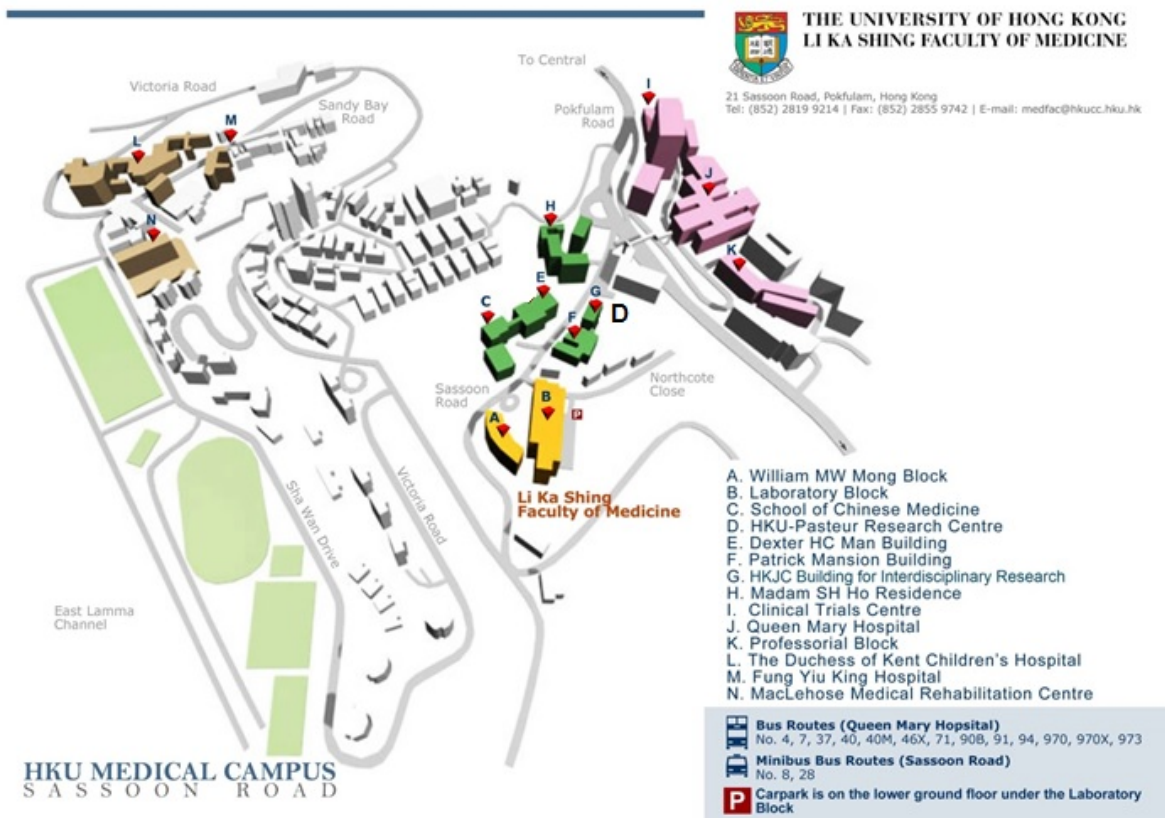 THE UNIVERSITY OF HONG KONG
LI KA SHING FACULTY OF MEDICINE
21 Sassoon Road, Pokfulam, Hong Kong
Tel: (852) 2819 9214 | Fax: (852) 2855 9742 | E-mail: medfac@hkucc.hku.hk
To Central
Victoria Road
Sandy Bay
Road
Pokfulam
Road
I
M
L
J
H
N
K
E
C
G
D
F
Sassoon
Road
Northcote
Close
B
A
P
Li Ka Shing
Faculty of Medicine
Victoria Road
Sha Wan Drive
East Lamma
Channel
A. William MW Mong Block
B. Laboratory Block
C. School of Chinese Medicine
D. HKU-Pasteur Research Centre
E. Dexter HC Man Building
F. Patrick Mansion Building
G. HKJC Building for Interdisciplinary Research
H. Madam SH Ho Residence
I. Clinical Trials Centre
J. Queen Mary Hospital
K. Professorial Block
L. The Duchess of Kent Children's Hospital
M. Fung Yiu King Hospital
N. MacLehose Medical Rehabilitation Centre
Bus Routes (Queen Mary Hopsital)
No. 4, 7, 37, 40, 40M, 46X, 71, 90B, 91, 94, 970, 970X, 973
Minibus Bus Routes (Sassoon Road)
No. 8, 28
P Carpark is on the lower ground floor under the Laboratory
Block
HKU MEDICAL CAMPUS
SASSOON ROAD